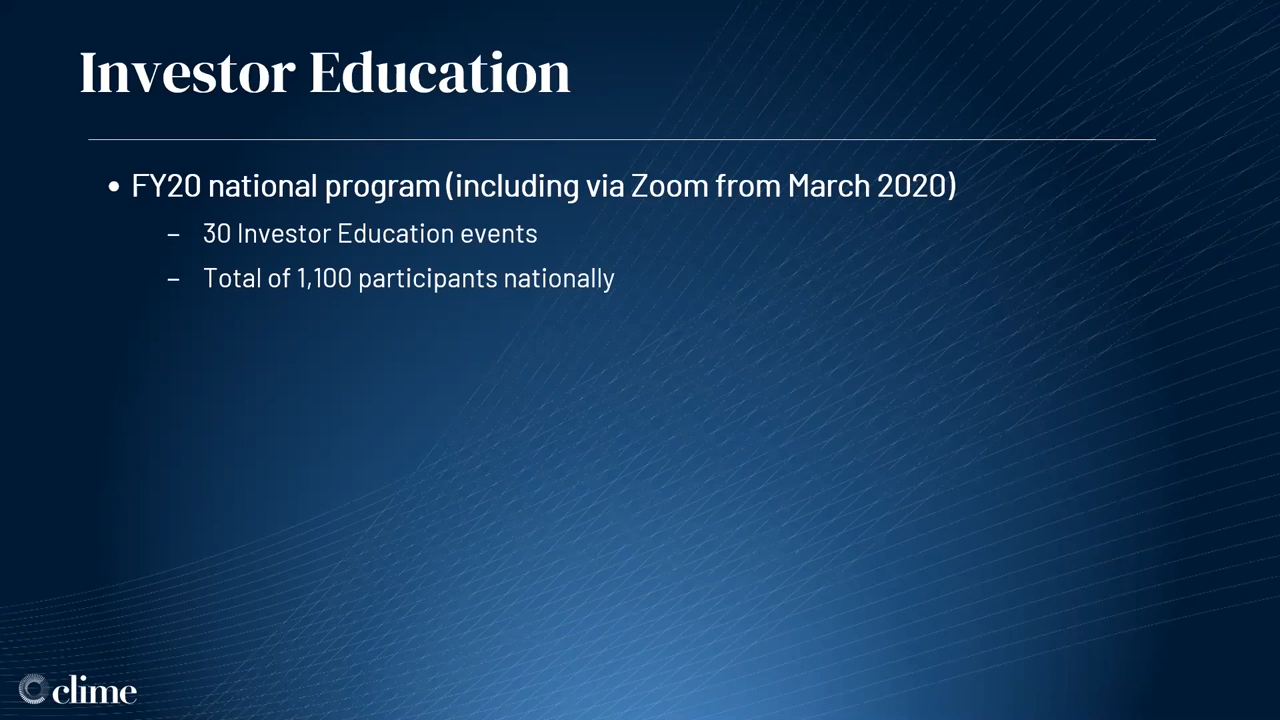 Investor Education
• FY20 national program (including via Zoom from March 2020)
– 30 Investor Education events
– Total of 1,100 participants nationally
clime